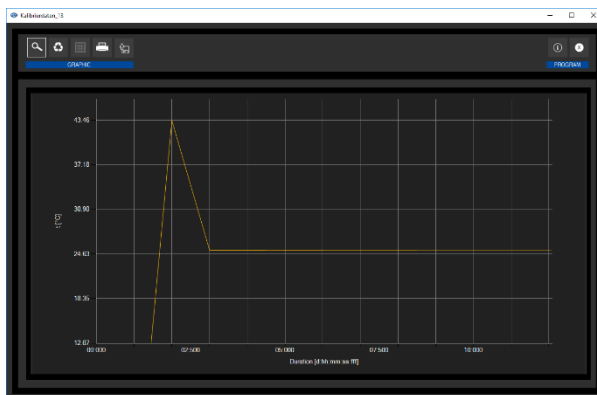 Kalibrierdaten_18
GRAPHIC
PROGRAM
43.46
37.18
30.90
24.63
18.35
12.07
t [°C]
00:000
02:500
05:000
07:500
10:000
Duration [d hh mm ss fff]